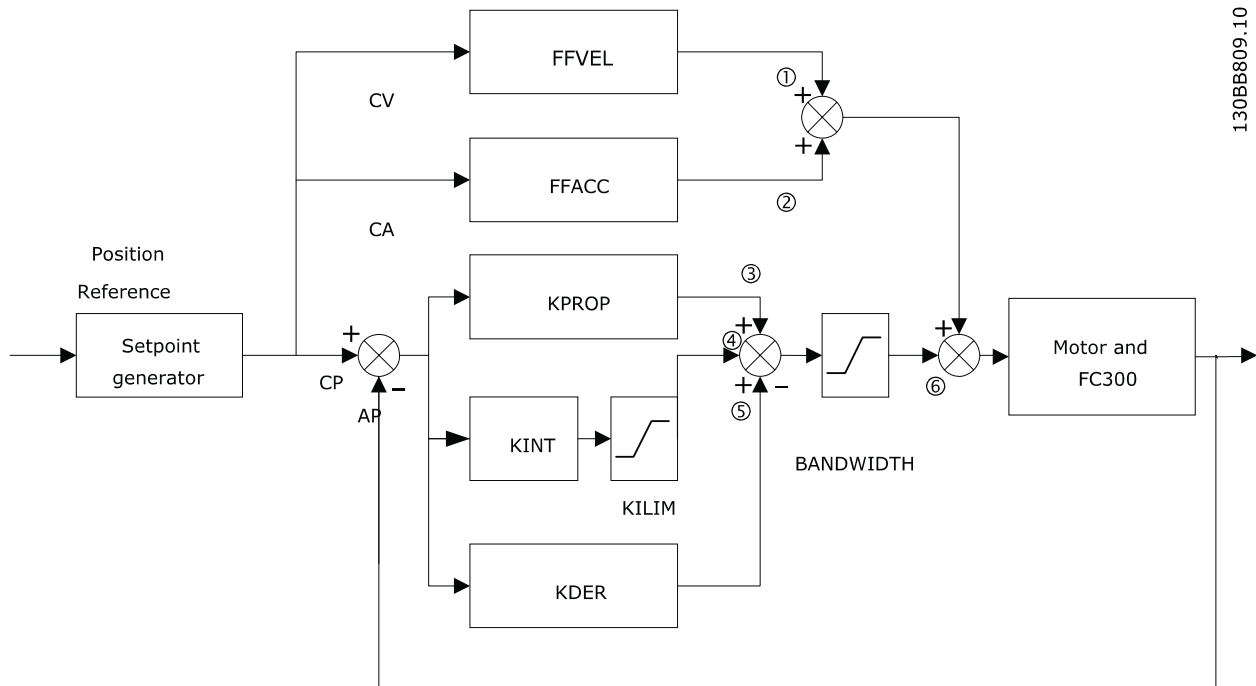 130BB809.10
FFVEL
①
+
CV
+
FFACC
②
CA
Position
Reference
③
KPROP
Setpoint
generator
+
CP
-
AP
+
④
+
-
⑤
+
⑥
Motor and
FC300
KINT
BANDWIDTH
KILIM
KDER